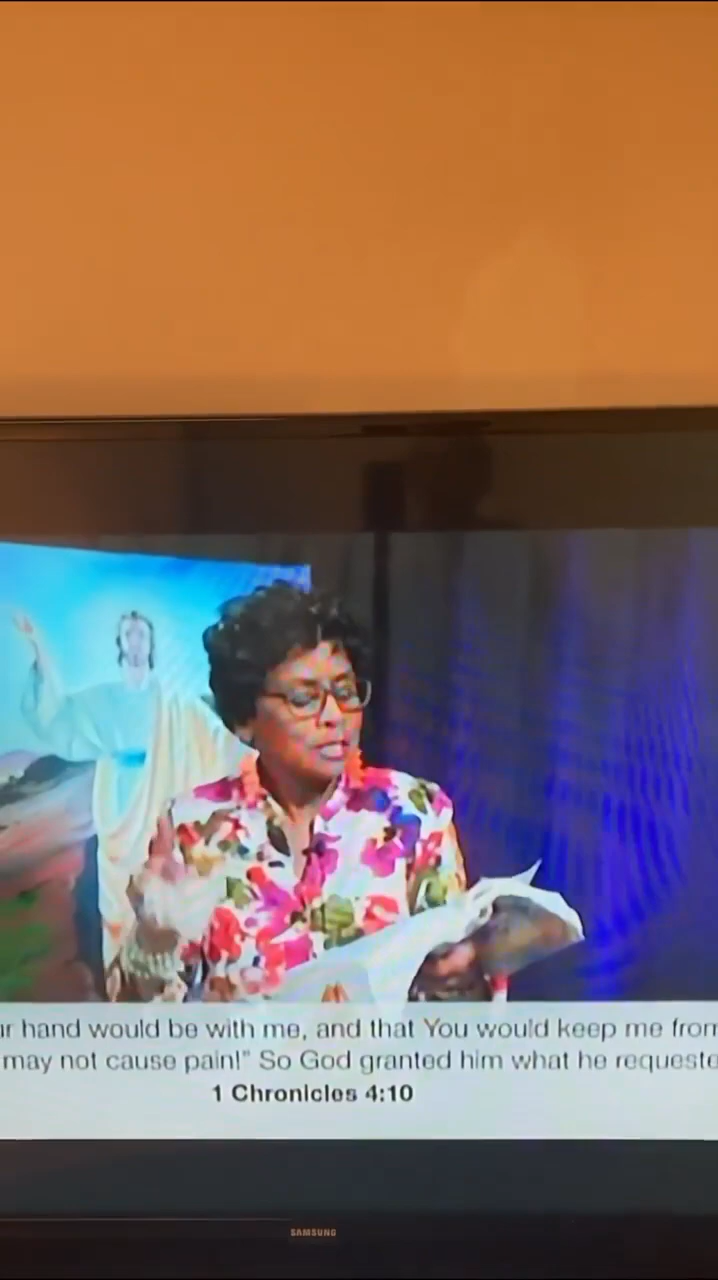 ur hand would be with me, and that You would keep me from
may not cause pain!" So God granted him what he requeste
1 Chronicles 4:10
SAMSUNG